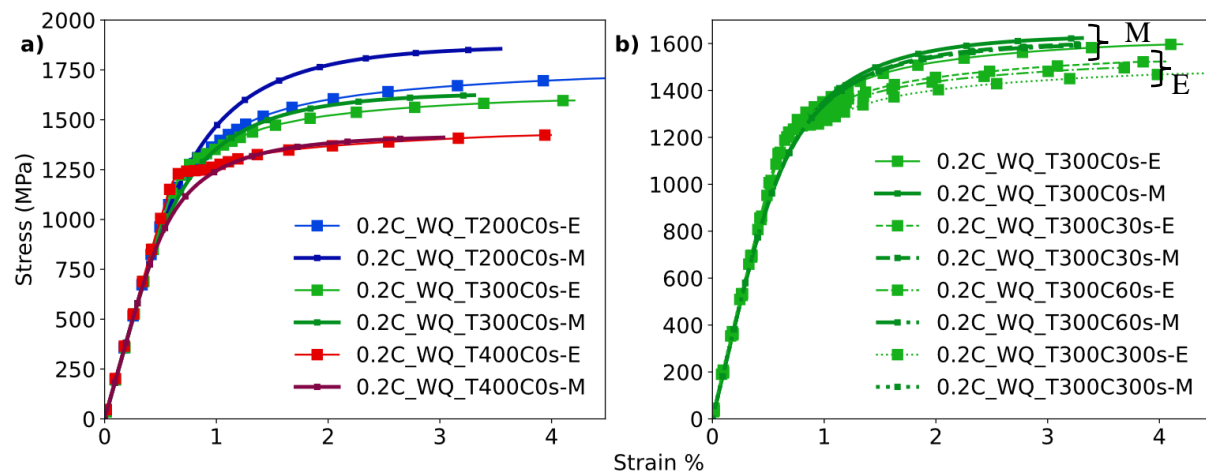 a)
Stress (MPa)
2000
1750
1500
1250
1000
750
500
250
0
0 1 2 3 4
0.2C_WQ_T200C0s-E
0.2C_WQ_T200C0s-M
0.2C_WQ_T300C0s-E
0.2C_WQ_T300C0s-M
0.2C_WQ_T400C0s-E
0.2C_WQ_T400C0s-M
b)
M
E
1600
1400
1200
1000
800
600
400
200
0
0 1 2 3 4
0.2C_WQ_T300C0s-E
0.2C_WQ_T300C0s-M
0.2C_WQ_T300C30s-E
0.2C_WQ_T300C30s-M
0.2C_WQ_T300C60s-E
0.2C_WQ_T300C60s-M
0.2C_WQ_T300C300s-E
0.2C_WQ_T300C300s-M
Strain %